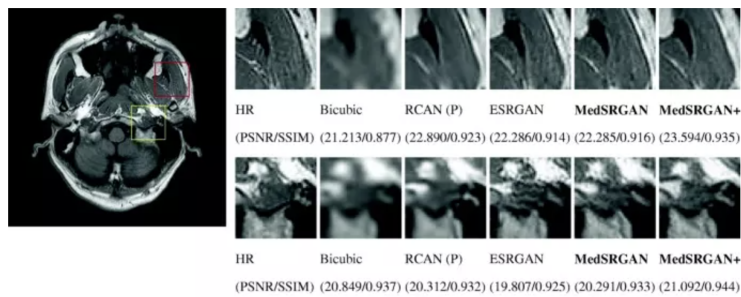 HR Bicubic RCAN (P) ESRGAN MedSRGAN MedSRGAN+
(PSNR/SSIM) (21.213/0.877) (22.890/0.923) (22.286/0.914) (22.285/0.916) (23.594/0.935)
HR Bicubic RCAN (P) ESRGAN MedSRGAN MedSRGAN+
(PSNR/SSIM) (20.849/0.937) (20.312/0.932) (19.807/0.925) (20.291/0.933) (21.092/0.944)